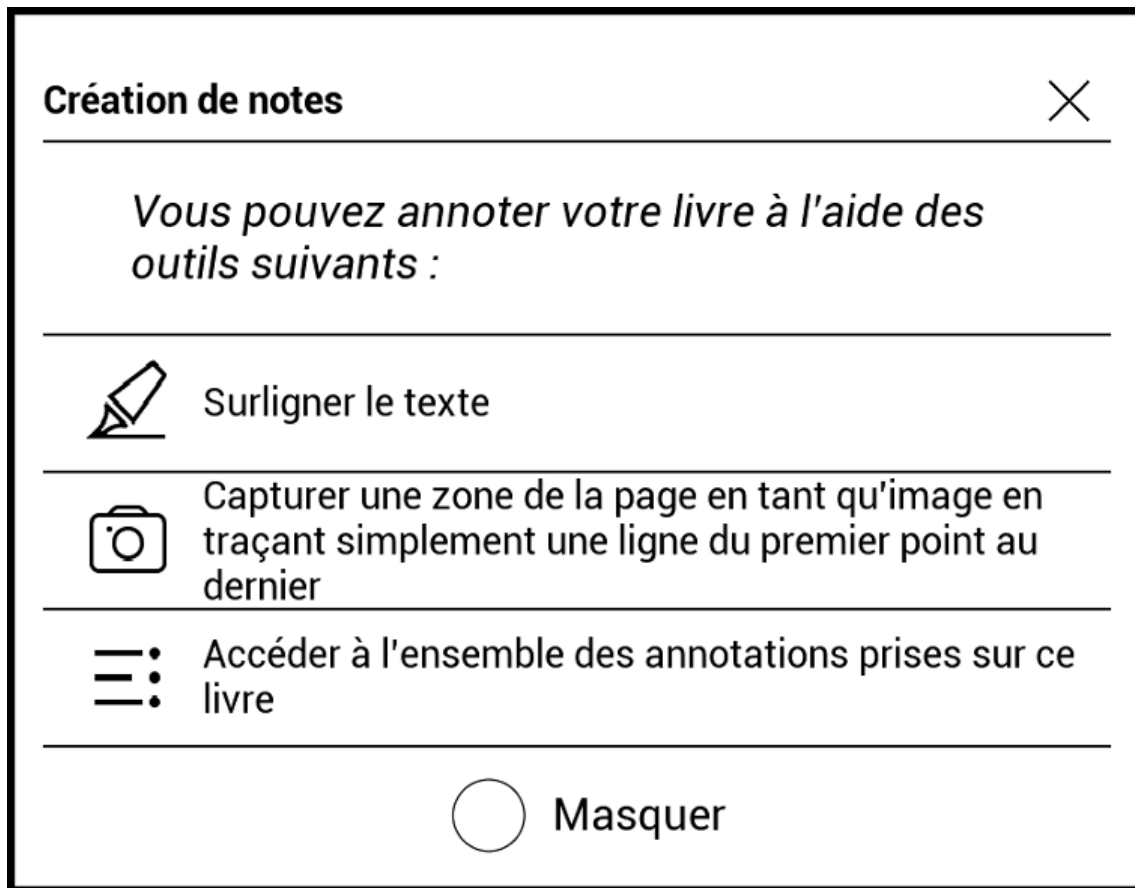 Création de notes
Vous pouvez annoter votre livre à l'aide des
outils suivants :
Surligner le texte
Capturer une zone de la page en tant qu'image en
traçant simplement une ligne du premier point au
dernier
Accéder à l'ensemble des annotations prises sur ce
livre
Masquer